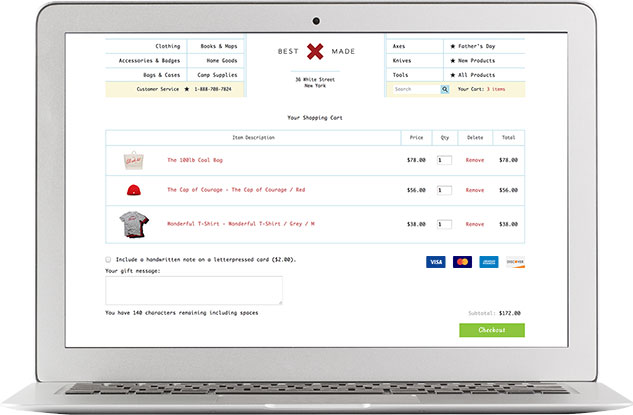 Clothing Books & Maps
Accessories & Badges Home Goods
Bags & Cases Camp Supplies
Customer Service ★ 1-888-708-7824
BEST MADE
36 White Street
New York
Axes ★ Father's Day
Knives ★ New Products
Tools ★ All Products
Search Your Cart: 3 items
Your Shopping Cart
Item Description Price Qty Delete Total
The 100lb Coal Bag $78.00 1 Remove $78.00
The Cap of Courage - The Cap of Courage / Red $56.00 1 Remove $56.00
Wonderful T-Shirt - Wonderful T-Shirt / Grey / M $38.00 1 Remove $38.00
Include a handwritten note on a letterpressed card ($2.00).
VISA MasterCard DISCOVER
Your gift message:
You have 140 characters remaining including spaces
Subtotal: $172.00
Checkout